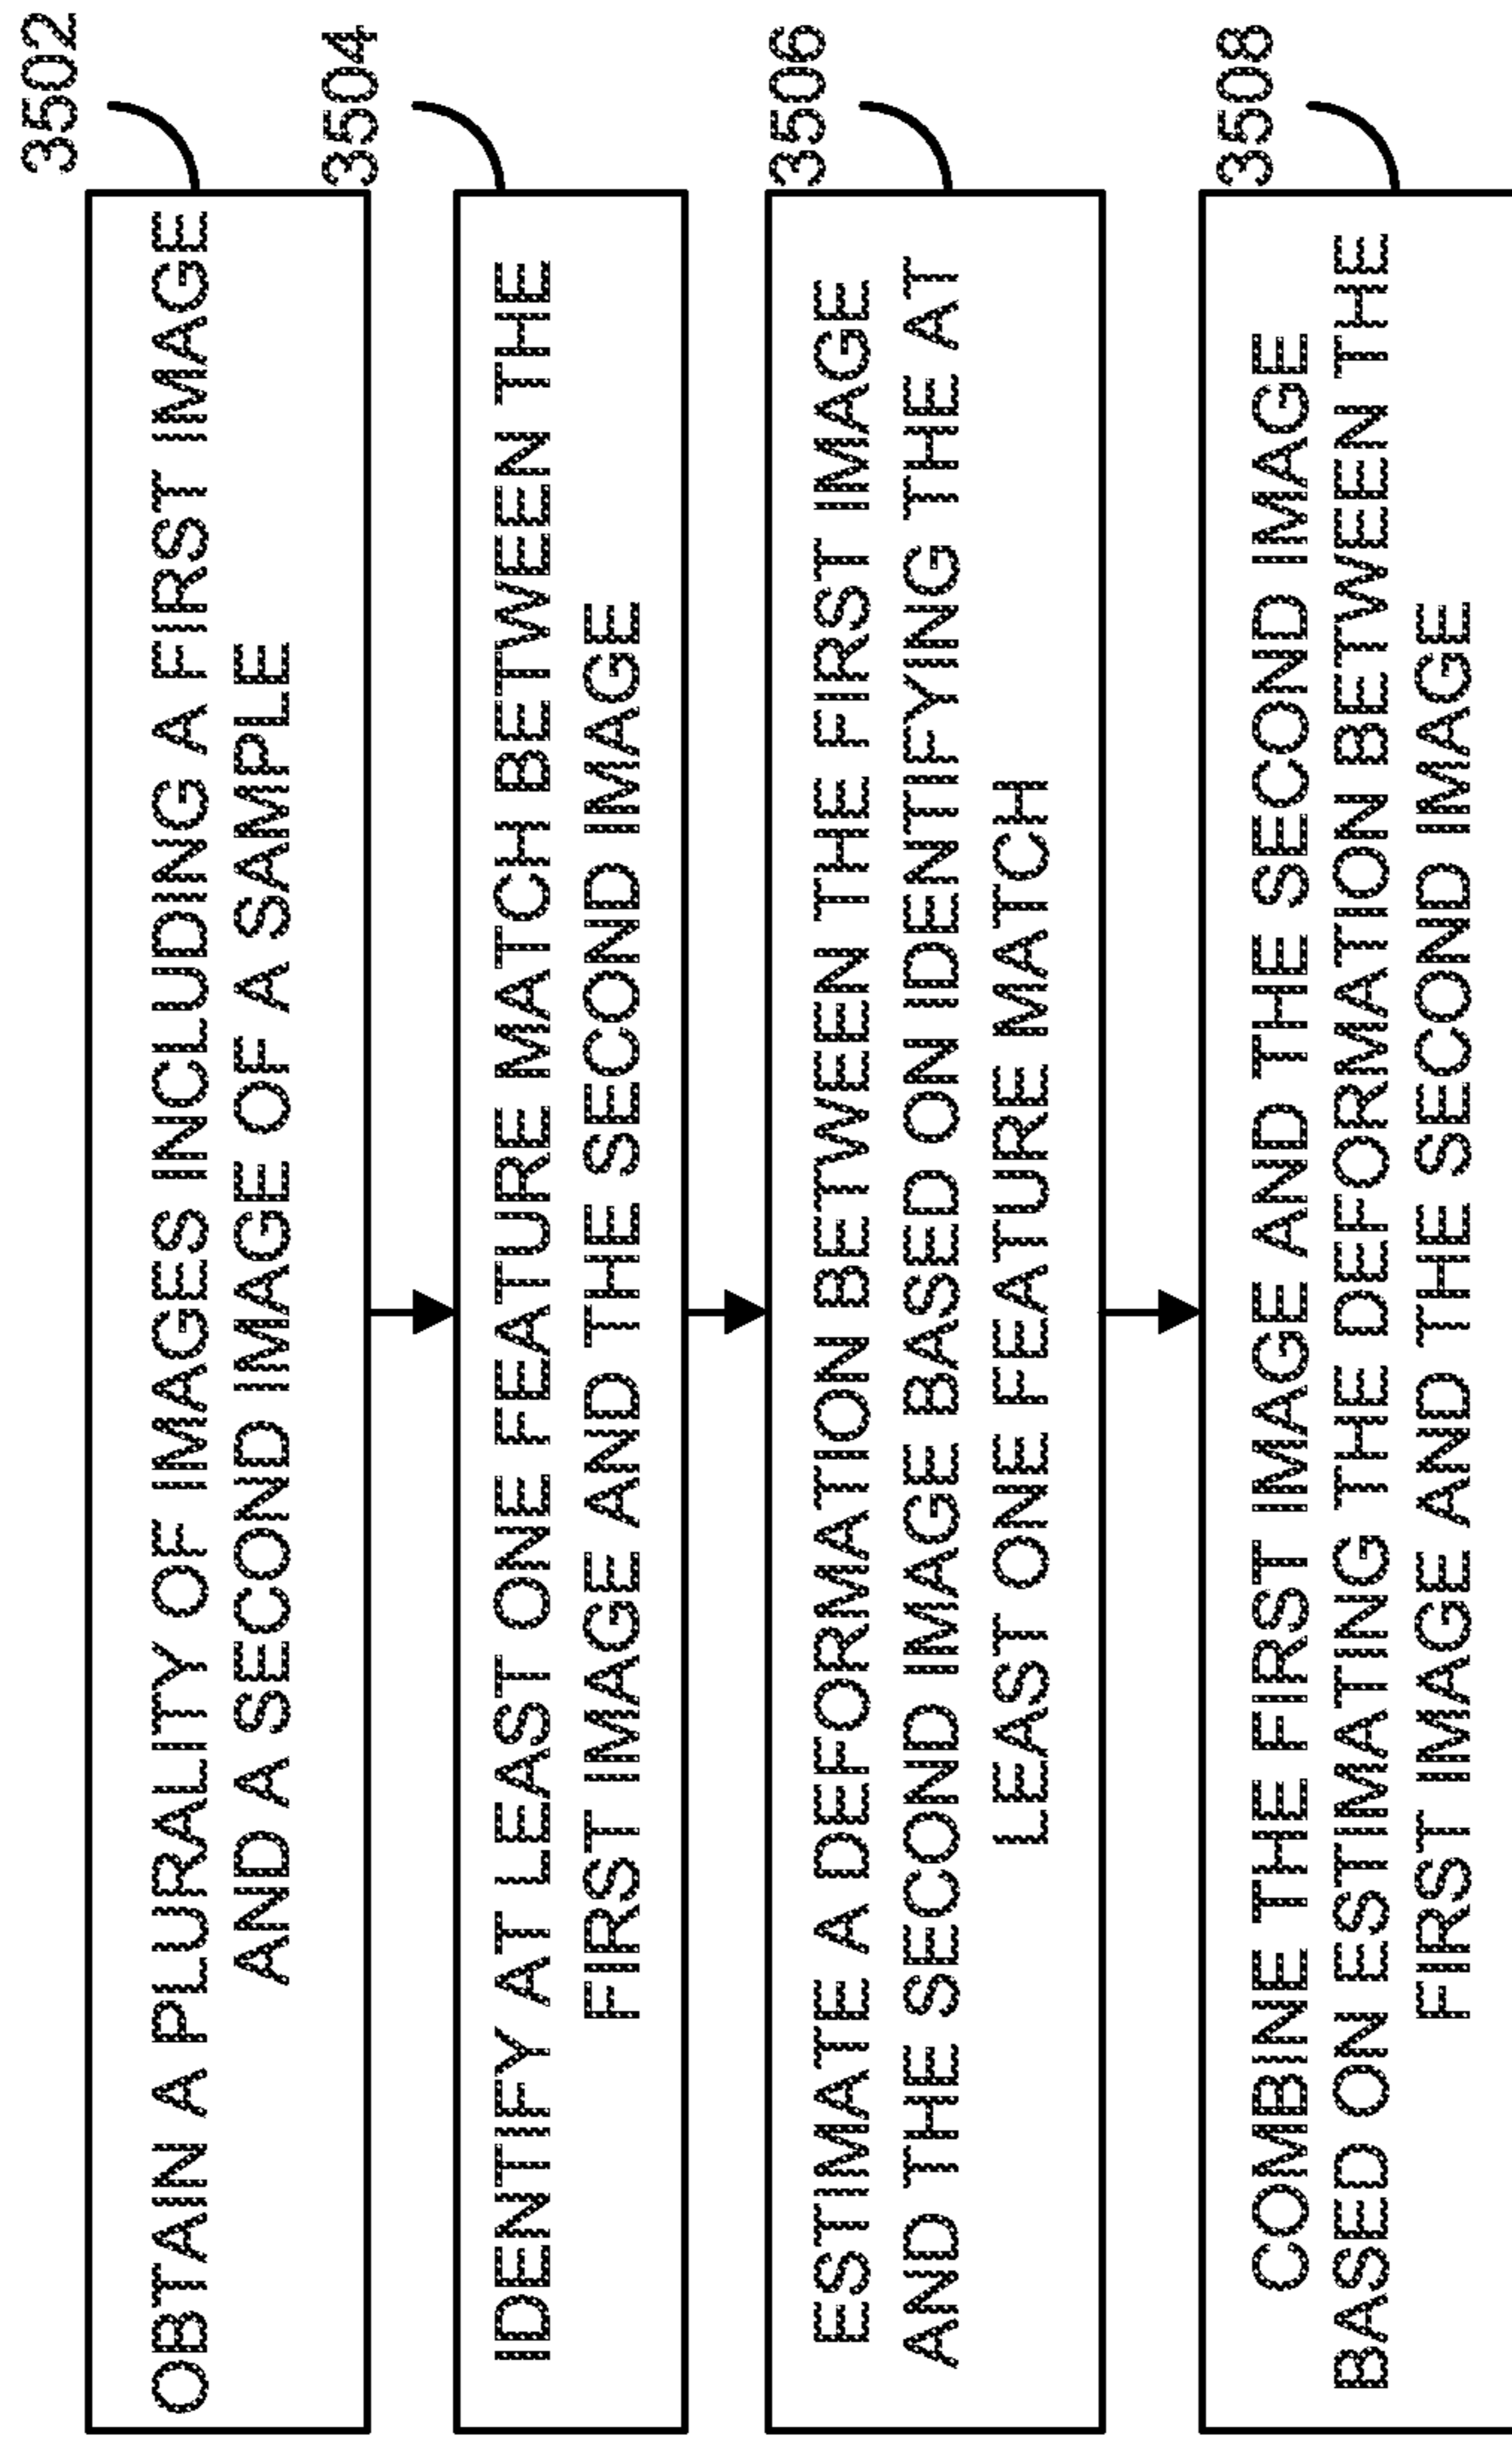 3502
OBTAIN A PLURALITY OF IMAGES INCLUDING A FIRST IMAGE
AND A SECOND IMAGE OF A SAMPLE
3504
IDENTIFY AT LEAST ONE FEATURE MATCH BETWEEN THE
FIRST IMAGE AND THE SECOND IMAGE
3506
ESTIMATE A DEFORMATION BETWEEN THE FIRST IMAGE
AND THE SECOND IMAGE BASED ON IDENTIFYING THE AT
LEAST ONE FEATURE MATCH
3508
COMBINE THE FIRST IMAGE AND THE SECOND IMAGE
BASED ON ESTIMATING THE DEFORMATION BETWEEN THE
FIRST IMAGE AND THE SECOND IMAGE